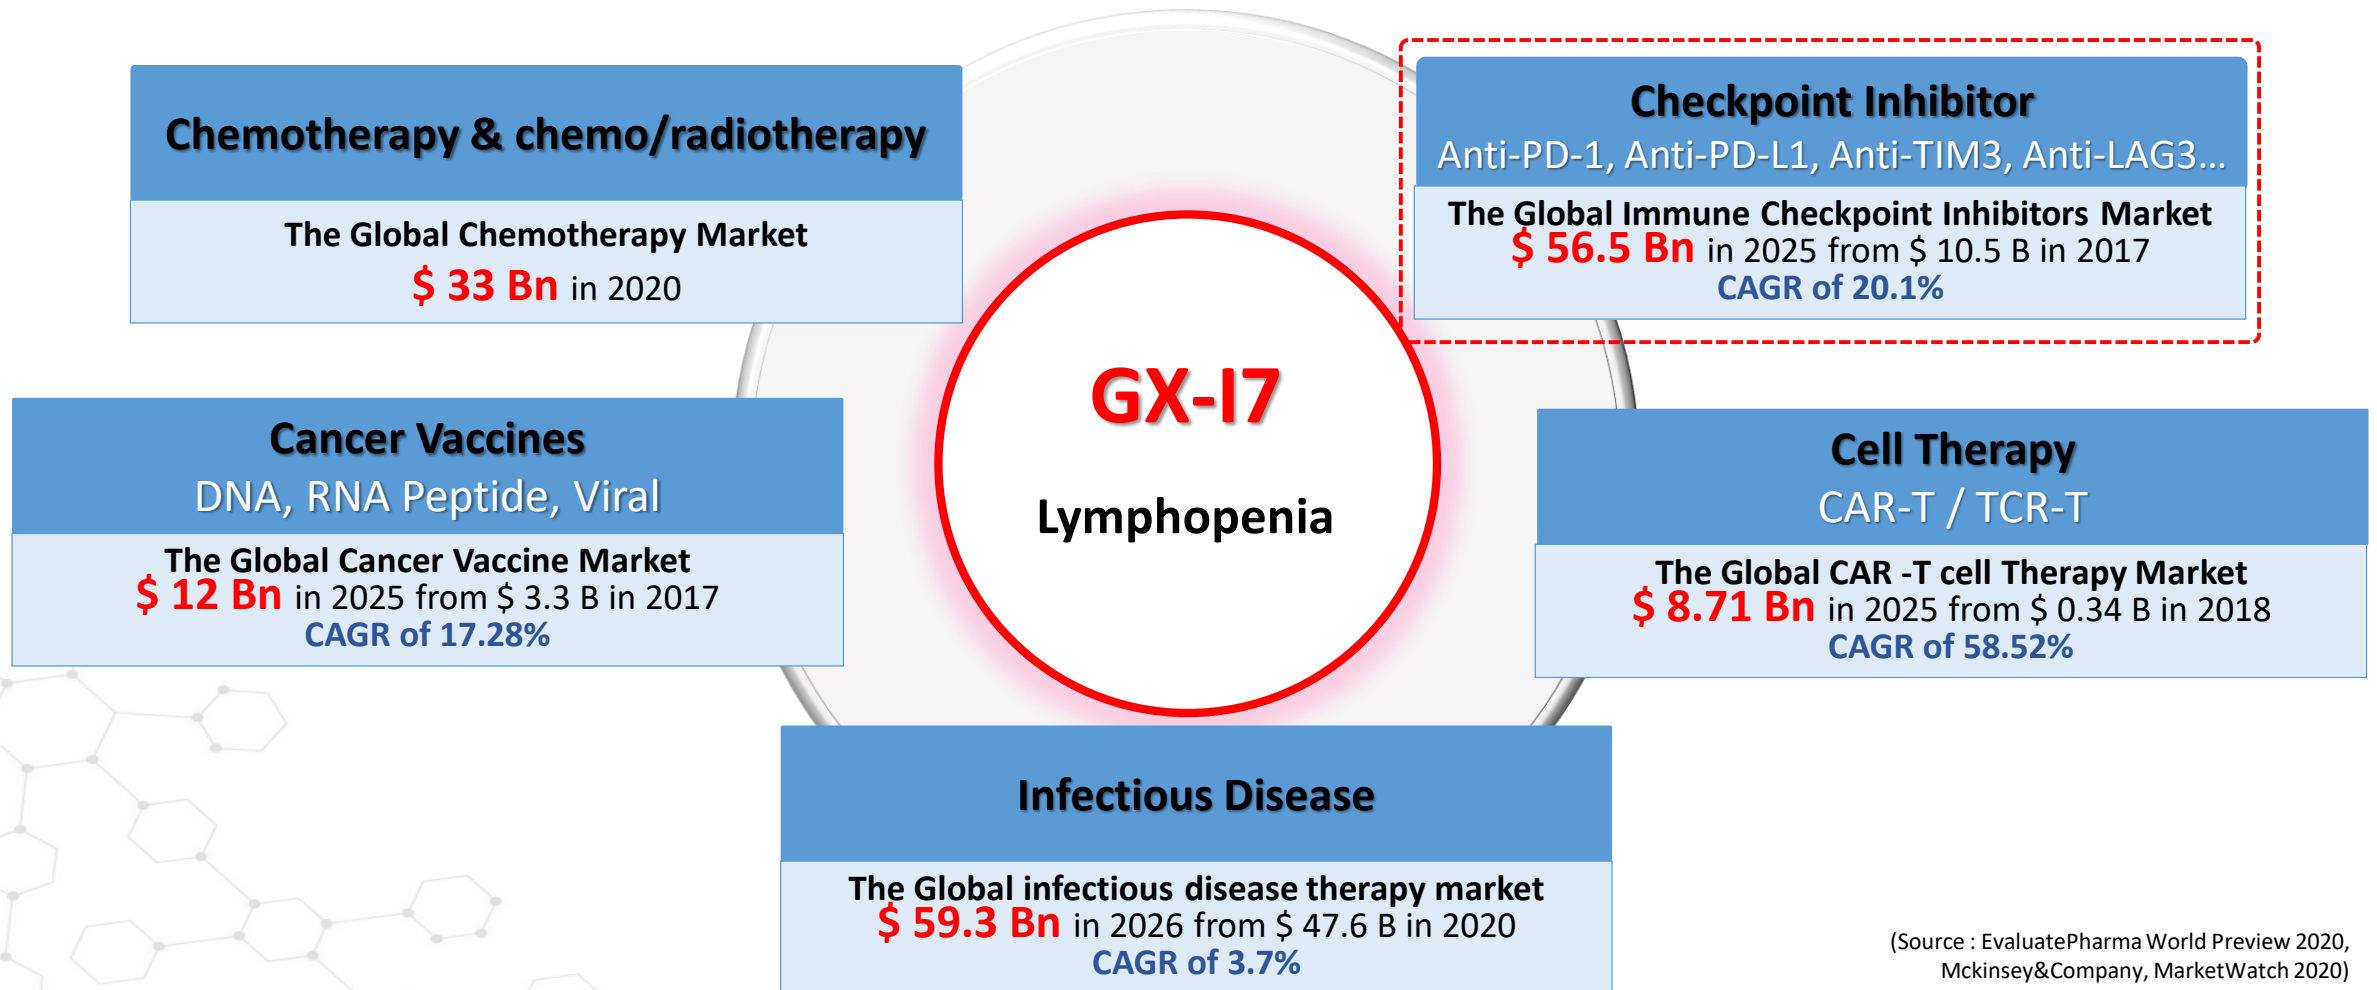 Chemotherapy & chemo/radiotherapy
The Global Chemotherapy Market
$ 33 Bn in 2020
Checkpoint Inhibitor
Anti-PD-1, Anti-PD-L1, Anti-TIM3, Anti-LAG3...
The Global Immune Checkpoint Inhibitors Market
$ 56.5 Bn in 2025 from $ 10.5 B in 2017
CAGR of 20.1%
GX-I7
Lymphopenia
Cancer Vaccines
DNA, RNA Peptide, Viral
The Global Cancer Vaccine Market
$ 12 Bn in 2025 from $ 3.3 B in 2017
CAGR of 17.28%
Cell Therapy
CAR-T / TCR-T
The Global CAR -T cell Therapy Market
$ 8.71 Bn in 2025 from $ 0.34 B in 2018
CAGR of 58.52%
Infectious Disease
The Global infectious disease therapy market
$ 59.3 Bn in 2026 from $ 47.6 B in 2020
CAGR of 3.7%
(Source : EvaluatePharma World Preview 2020,
Mckinsey&Company, MarketWatch 2020)